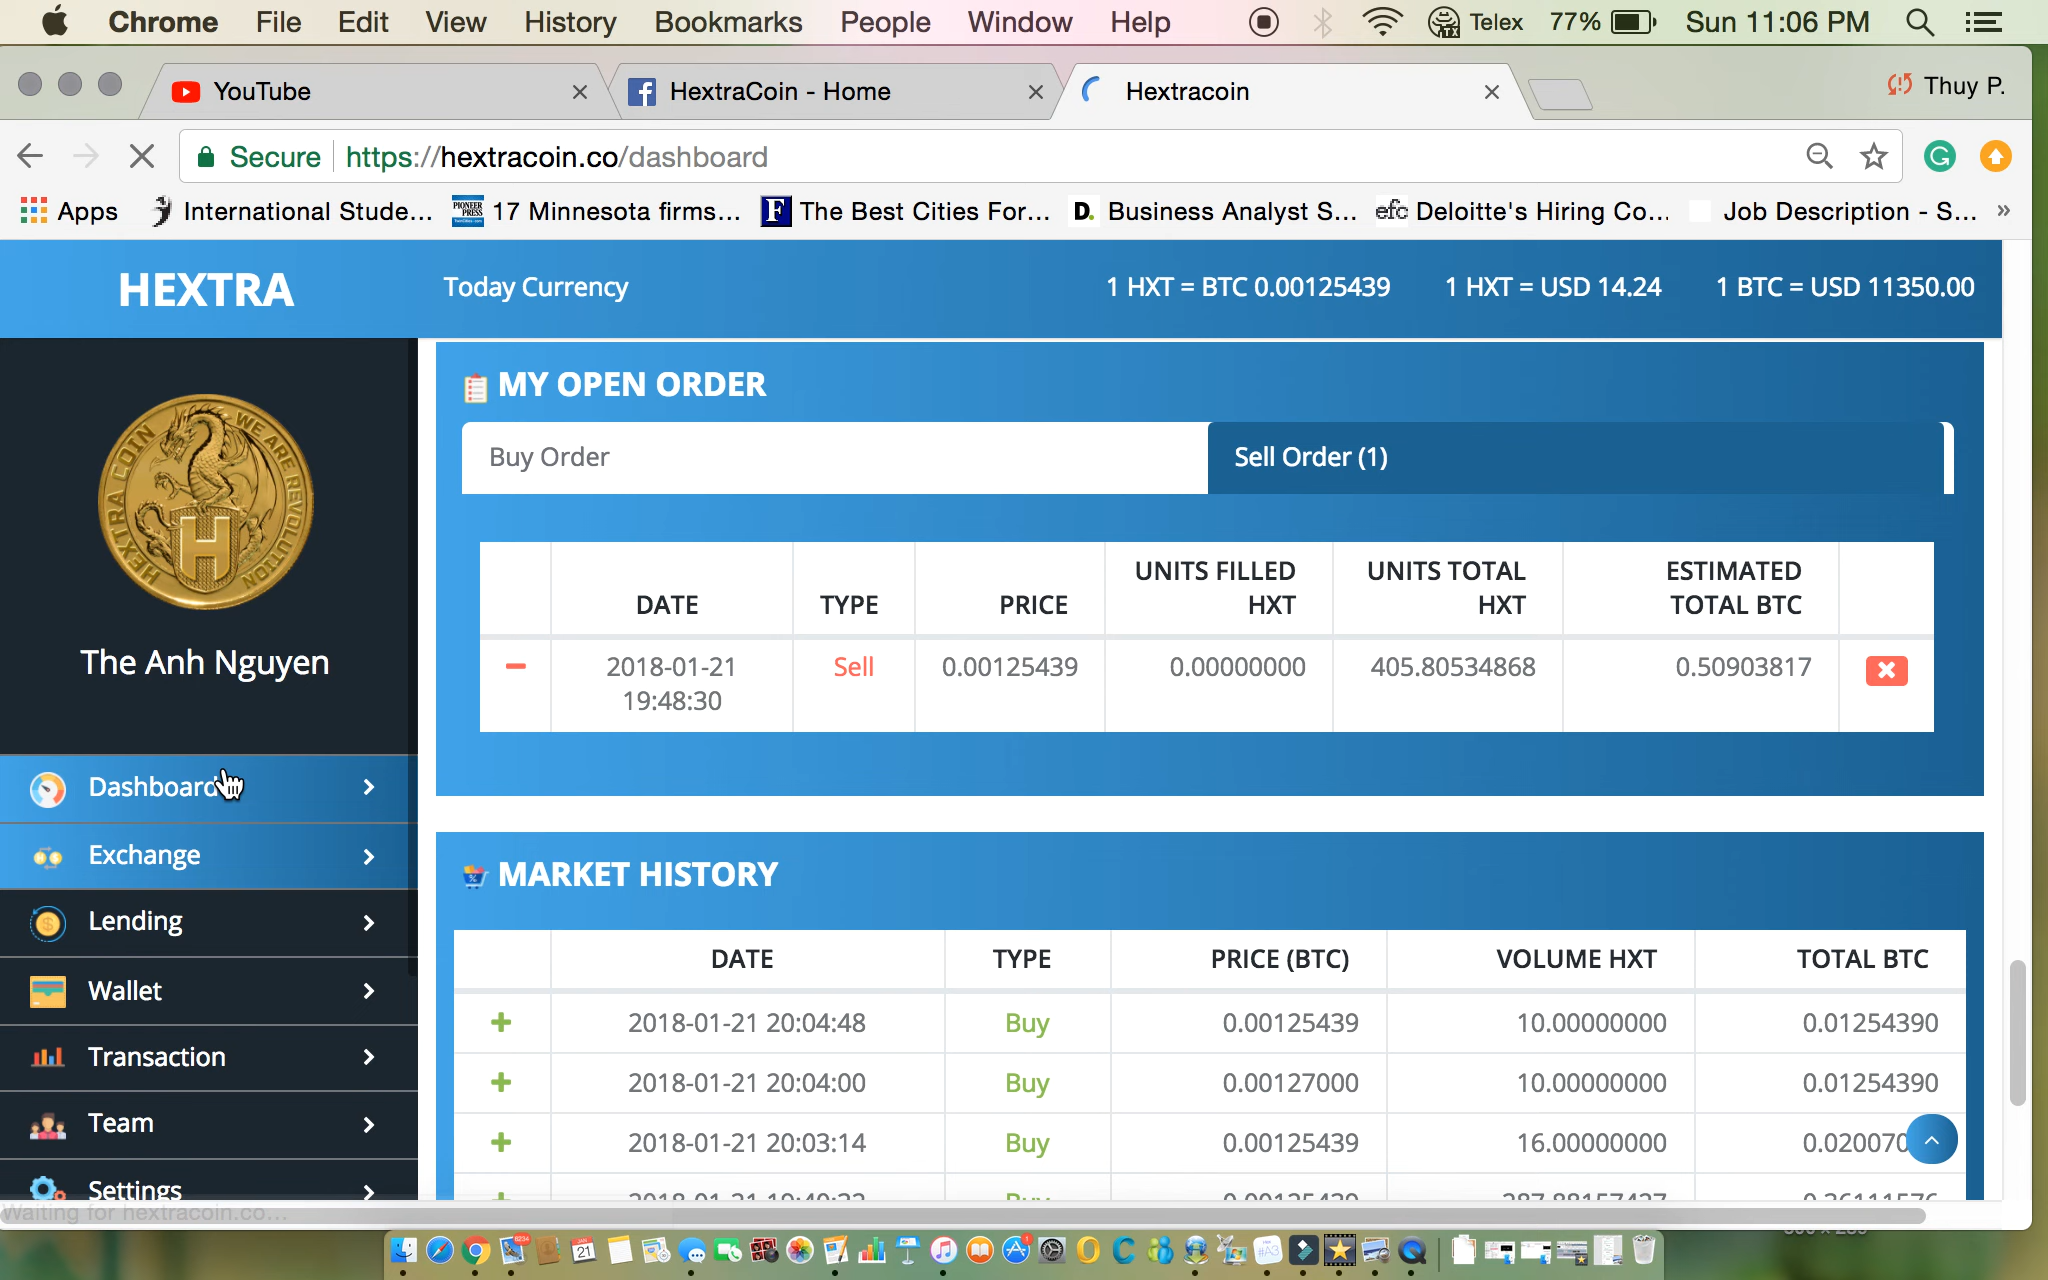 Chrome File Edit View History Bookmarks People Window Help Telex 77% Sun 11:06 PM
YouTube HextraCoin - Home Hextracoin Thuy P.
Secure https://hextracoin.co/dashboard
Apps International Stude... 17 Minnesota firms... The Best Cities For... Business Analyst S... Deloitte's Hiring Co... Job Description - S... »
HEXTRA Today Currency 1 HXT = BTC 0.00125439 1 HXT = USD 14.24 1 BTC = USD 11350.00
HEXTRA COIN WE ARE REVOLUTION
H
The Anh Nguyen
Dashboard
Exchange
Lending
Wallet
Transaction
Team
Settings
Waiting for hextracoin.co...
MY OPEN ORDER
Buy Order Sell Order (1)
DATE TYPE PRICE UNITS FILLED HXT UNITS TOTAL HXT ESTIMATED TOTAL BTC
2018-01-21 19:48:30 Sell 0.00125439 0.00000000 405.80534868 0.50903817
MARKET HISTORY
DATE TYPE PRICE (BTC) VOLUME HXT TOTAL BTC
2018-01-21 20:04:48 Buy 0.00125439 10.00000000 0.01254390
2018-01-21 20:04:00 Buy 0.00127000 10.00000000 0.01254390
2018-01-21 20:03:14 Buy 0.00125439 16.00000000 0.020070